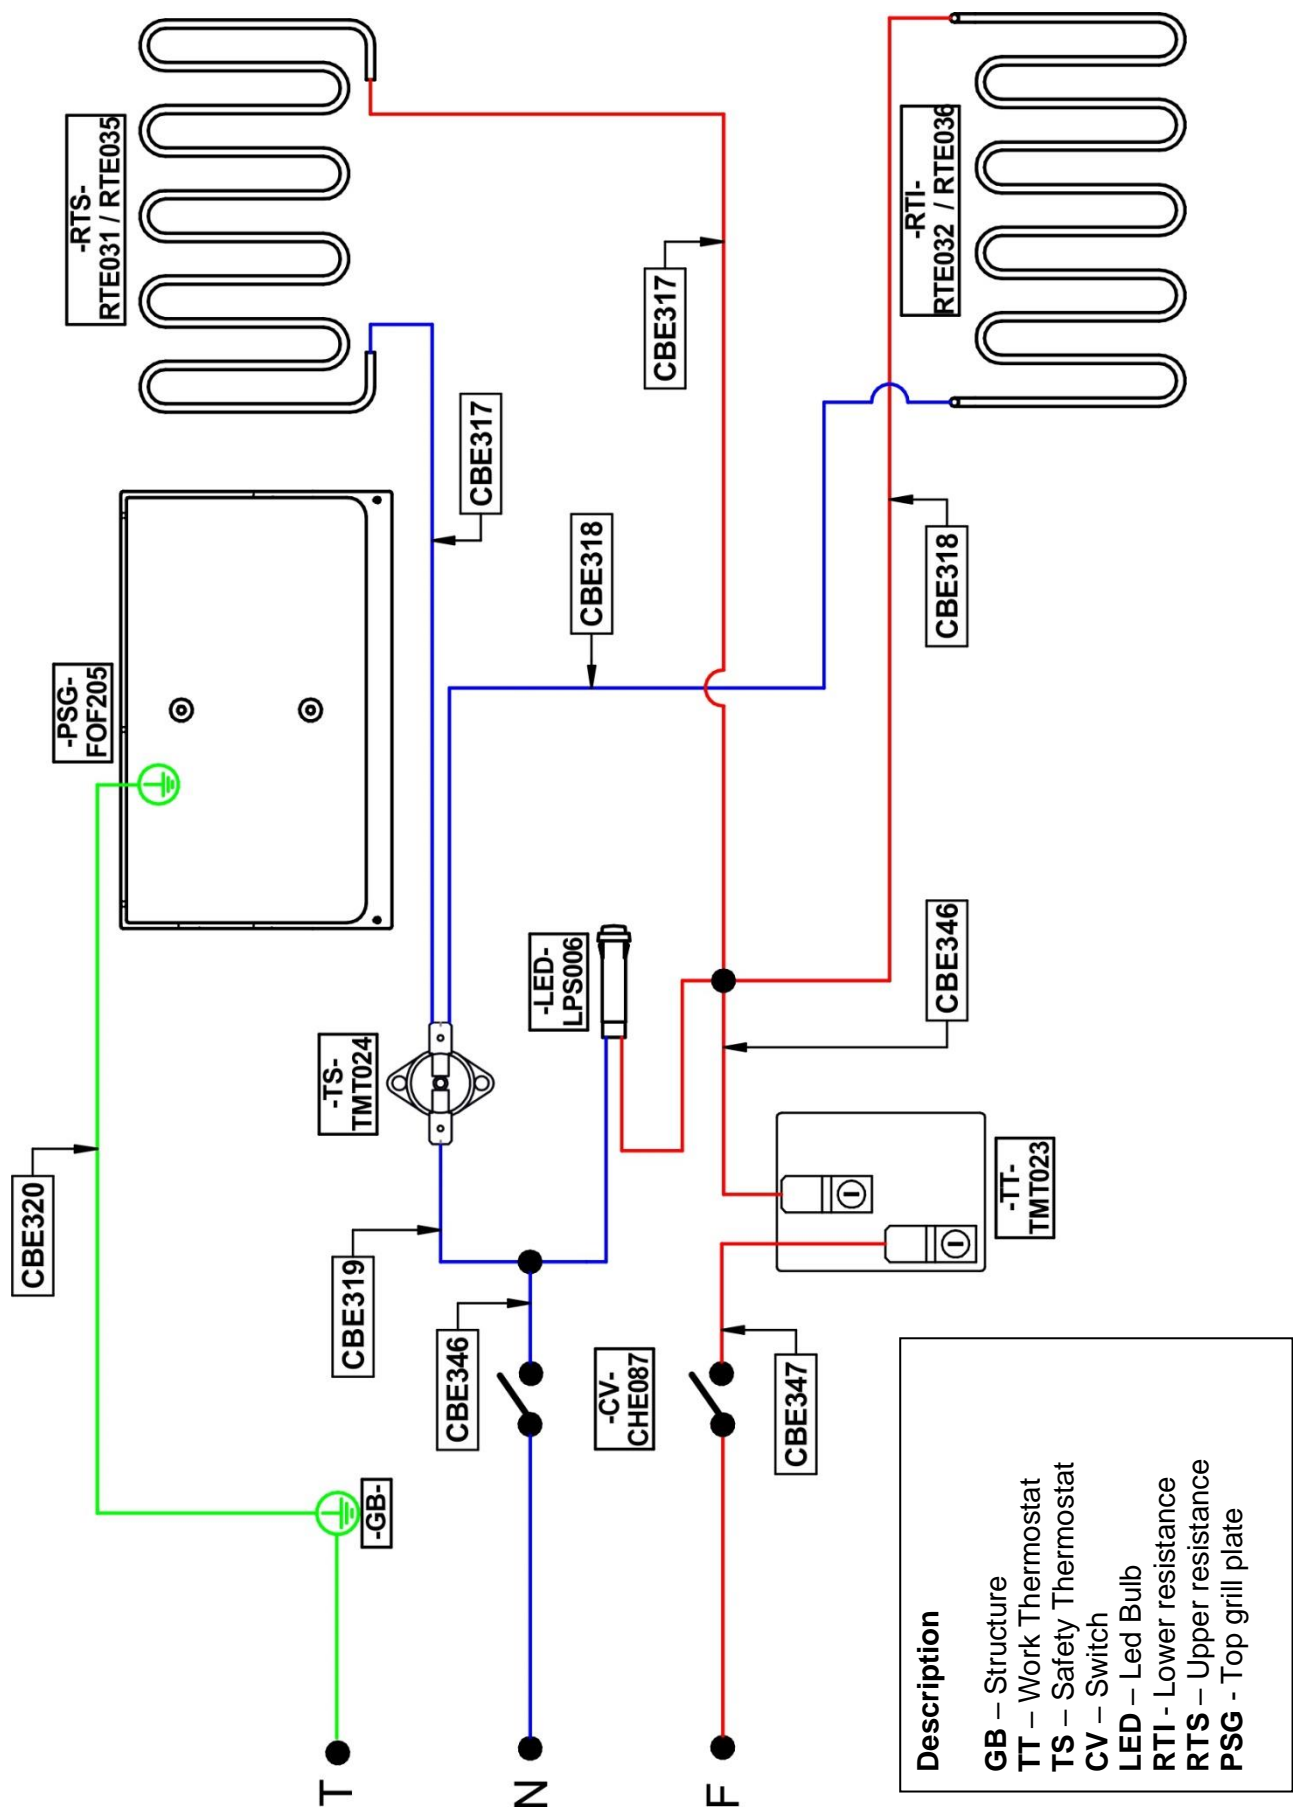 -RTS-
RTE031 / RTE035
-RTI-
RTE032 / RTE036
CBE317
CBE317
CBE318
CBE318
-PSG-
FOF205
-LED-
LPS006
CBE346
-TS-
TMT024
-TT-
TMT023
CBE320
CBE319
CBE346
-CV-
CHE087
CBE347
-GB-
T
N
F
Description
GB – Structure
TT – Work Thermostat
TS – Safety Thermostat
CV – Switch
LED – Led Bulb
RTI - Lower resistance
RTS – Upper resistance
PSG - Top grill plate